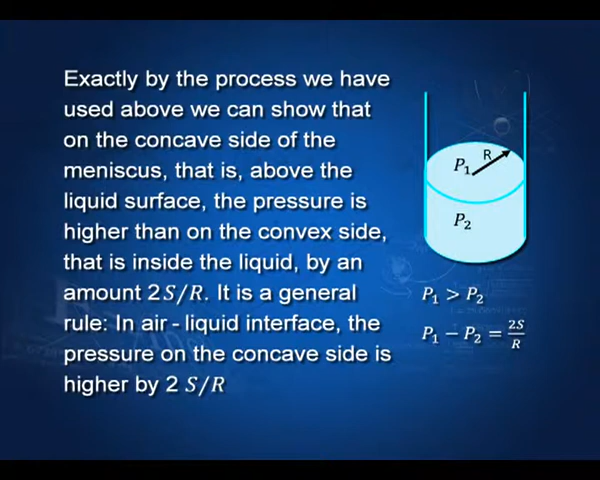 Exactly by the process we have
used above we can show that
on the concave side of the
meniscus, that is, above the
liquid surface, the pressure is
higher than on the convex side,
that is inside the liquid, by an
amount 2 S/R. It is a general
rule: In air - liquid interface, the
pressure on the concave side is
higher by 2 S/R
R
P₁
P₂
P₁ > P₂
P₁ − P₂ = 2S/R